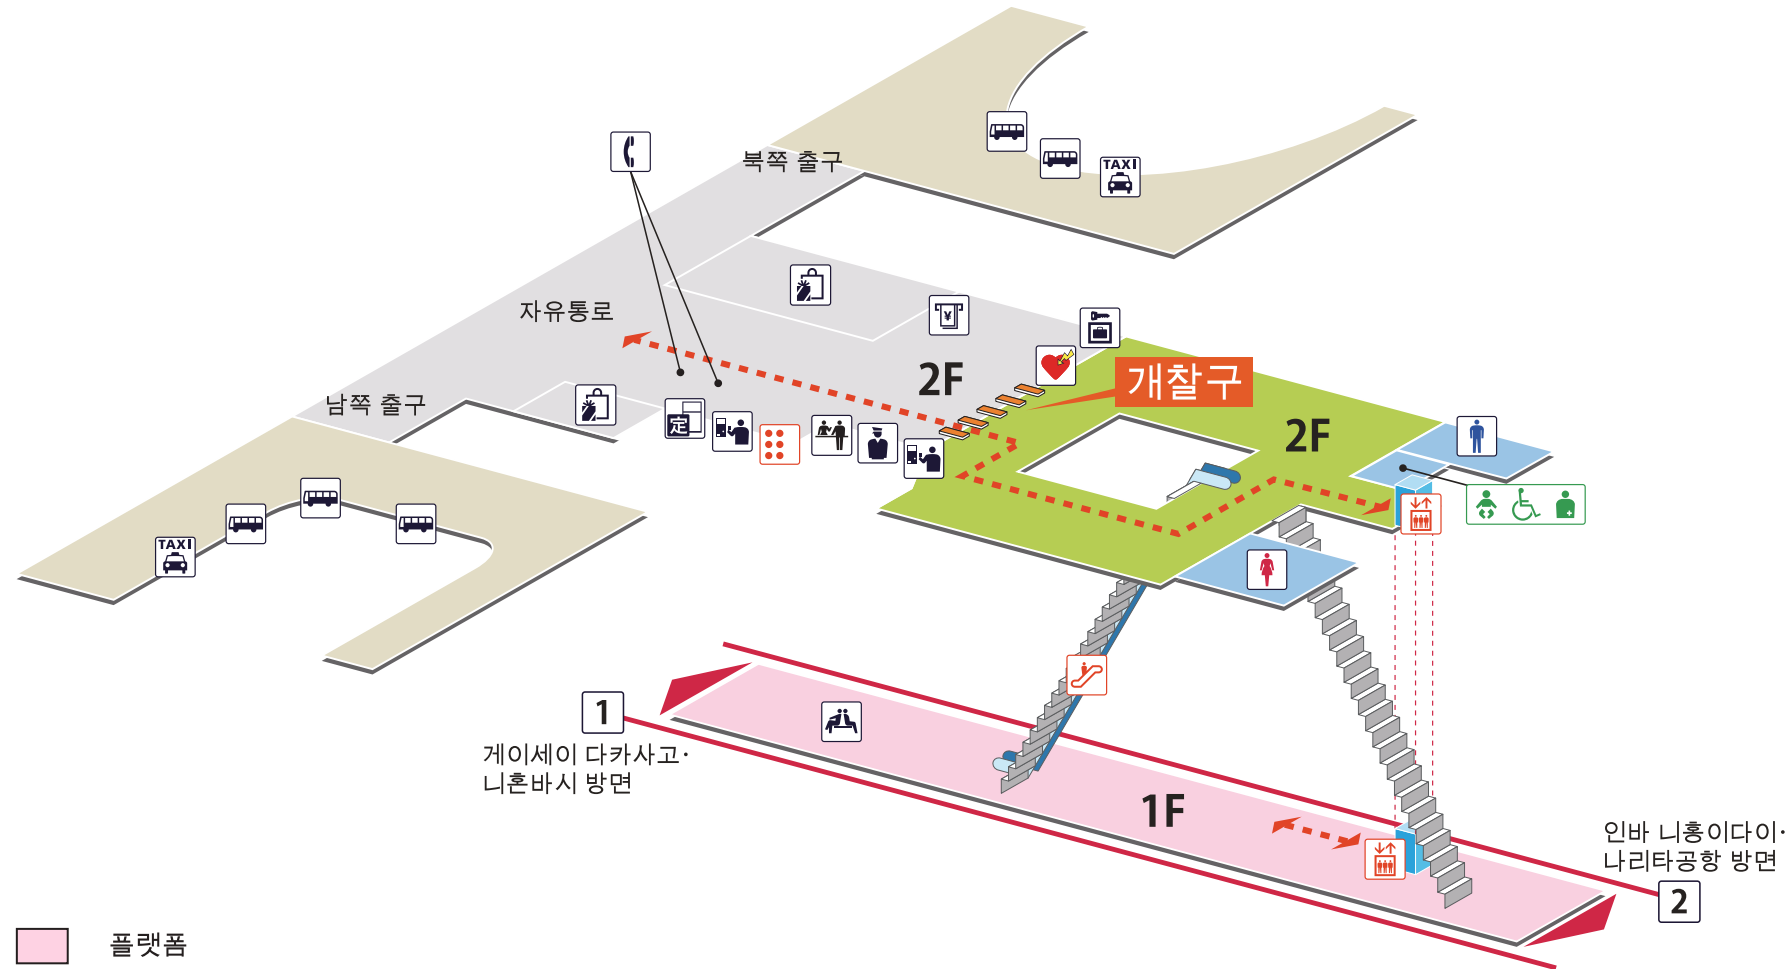 북쪽 출구
TAXI
자유통로
2F
개찰구
남쪽 출구
定
¥
2F
TAXI
1
게이세이 다카사고·
니혼바시 방면
1F
인바 니홍이다이·
나리타공항 방면
2
플랫폼